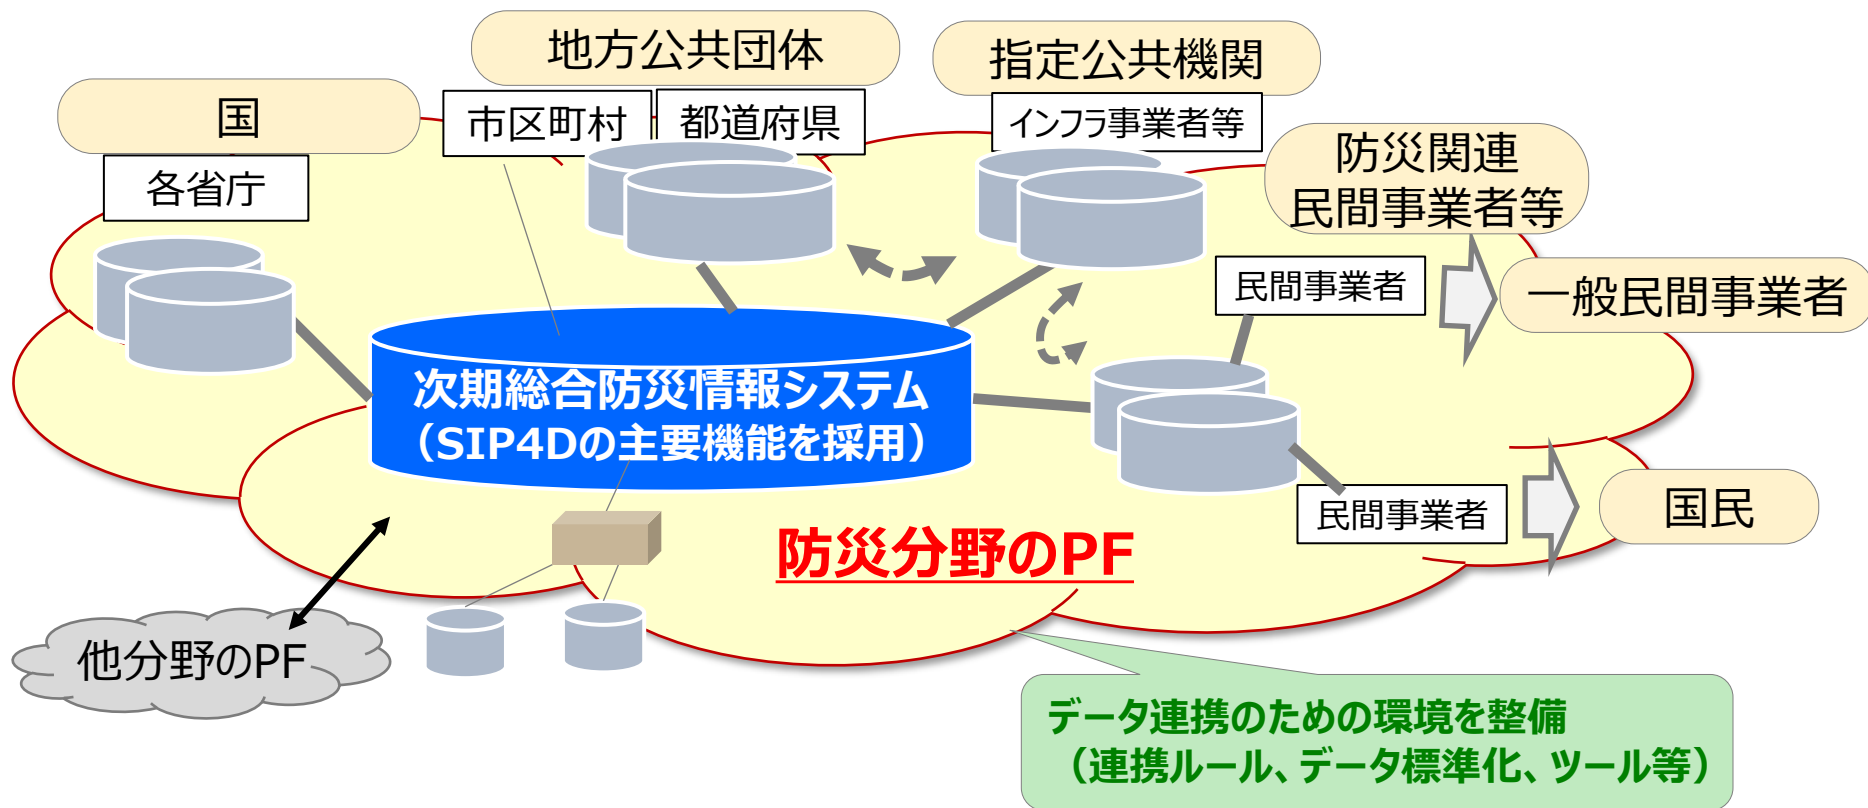 地方公共団体
指定公共機関
国
市区町村
都道府県
インフラ事業者等
防災関連
民間事業者等
各省庁
民間事業者
一般民間事業者
次期総合防災情報システム
（SIP4Dの主要機能を採用）
民間事業者
国民
防災分野のPF
他分野のPF
データ連携のための環境を整備
（連携ルール、データ標準化、ツール等）